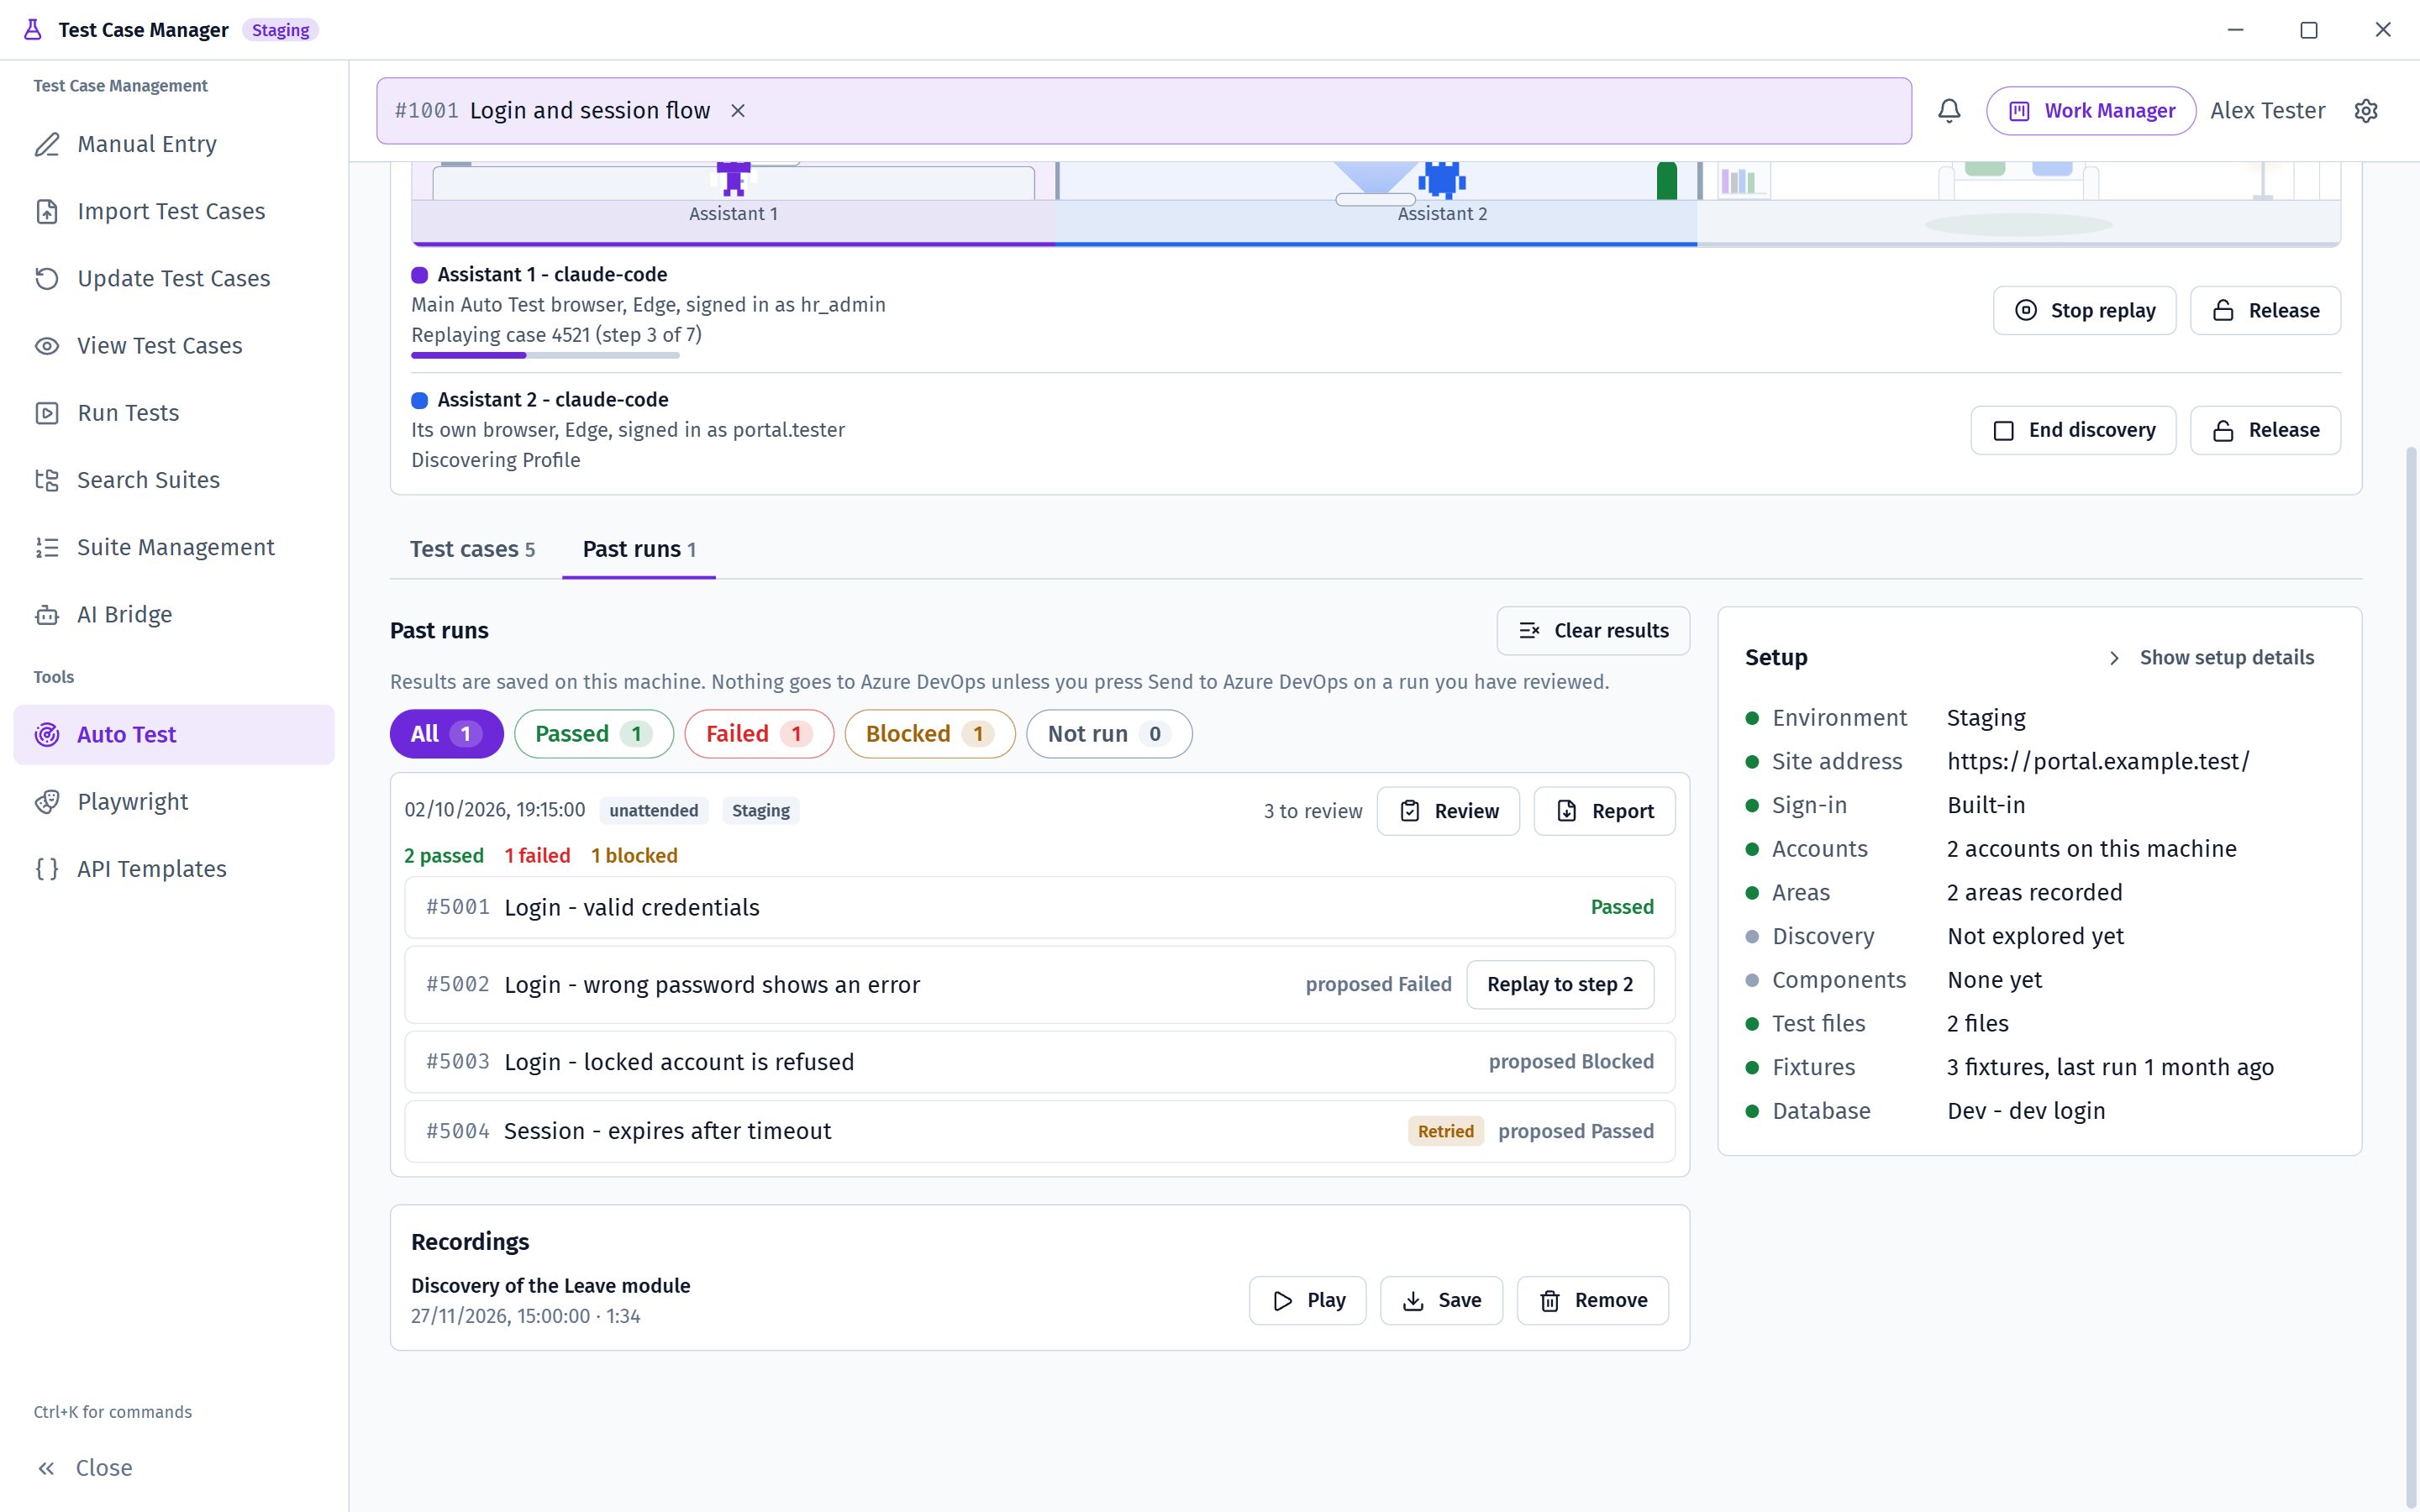 Test Case Manager Staging
Test Case Management
Manual Entry
Import Test Cases
Update Test Cases
View Test Cases
Run Tests
Search Suites
Suite Management
AI Bridge
Tools
Auto Test
Playwright
API Templates
Ctrl+K for commands
Close
#1001 Login and session flow
Work Manager
Alex Tester
Assistant 1
Assistant 2
Assistant 1 - claude-code
Main Auto Test browser, Edge, signed in as hr_admin
Replaying case 4521 (step 3 of 7)
Stop replay
Release
Assistant 2 - claude-code
Its own browser, Edge, signed in as portal.tester
Discovering Profile
End discovery
Release
Test cases 5
Past runs 1
Past runs
Clear results
Results are saved on this machine. Nothing goes to Azure DevOps unless you press Send to Azure DevOps on a run you have reviewed.
All 1
Passed 1
Failed 1
Blocked 1
Not run 0
02/10/2026, 19:15:00 unattended Staging
3 to review
Review
Report
2 passed 1 failed 1 blocked
#5001 Login - valid credentials Passed
#5002 Login - wrong password shows an error proposed Failed Replay to step 2
#5003 Login - locked account is refused proposed Blocked
#5004 Session - expires after timeout Retried proposed Passed
Recordings
Discovery of the Leave module
27/11/2026, 15:00:00 · 1:34
Play
Save
Remove
Setup
Show setup details
Environment Staging
Site address https://portal.example.test/
Sign-in Built-in
Accounts 2 accounts on this machine
Areas 2 areas recorded
Discovery Not explored yet
Components None yet
Test files 2 files
Fixtures 3 fixtures, last run 1 month ago
Database Dev - dev login